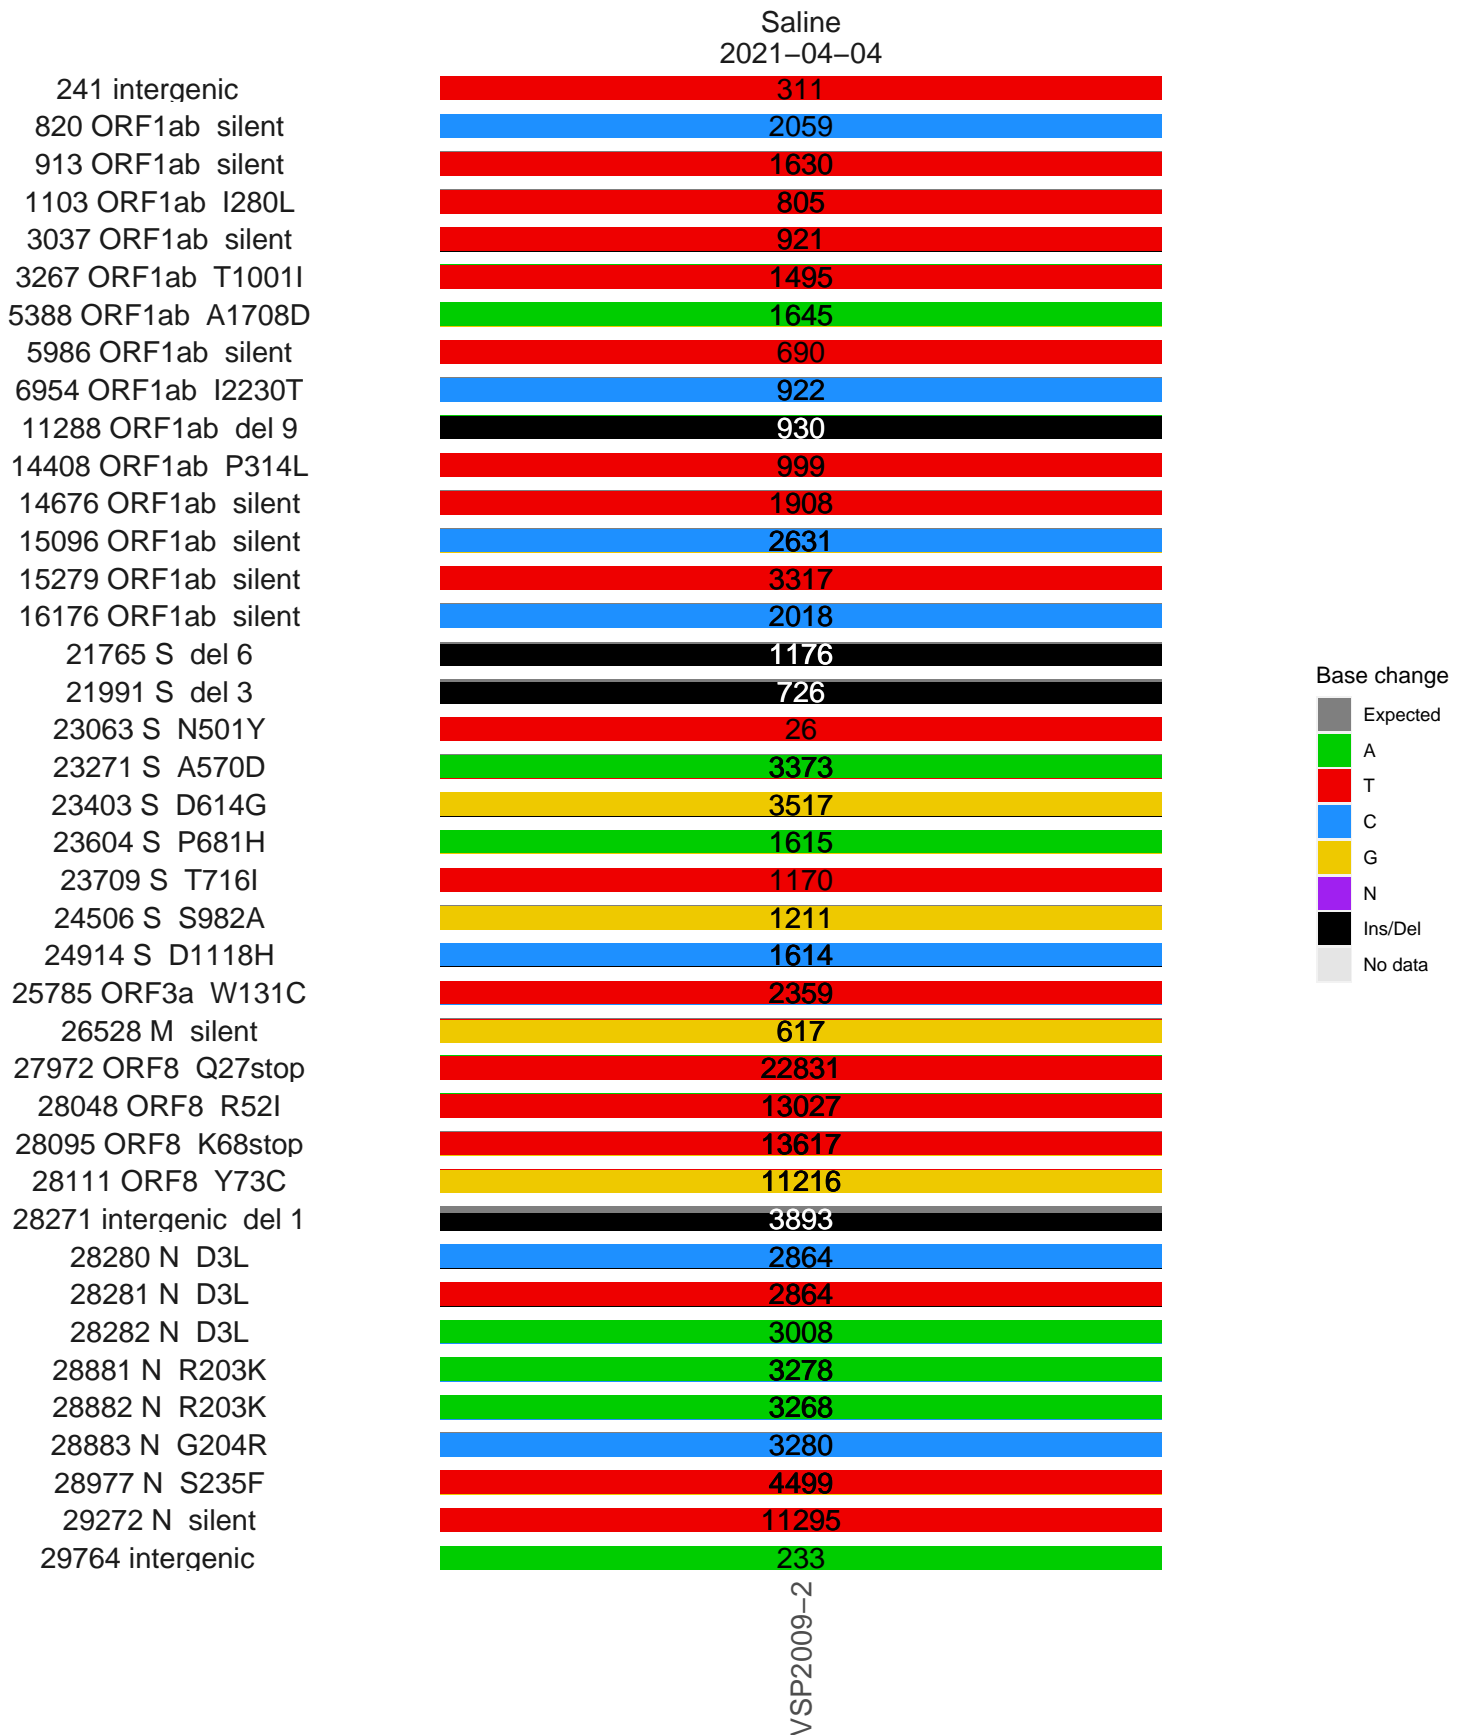 Saline
2021−04−04
241 intergenic 311
820 ORF1ab silent 2059
913 ORF1ab silent 1630
1103 ORF1ab I280L 805
3037 ORF1ab silent 921
3267 ORF1ab T1001I 1495
5388 ORF1ab A1708D 1645
5986 ORF1ab silent 690
6954 ORF1ab I2230T 922
11288 ORF1ab del 9 930
14408 ORF1ab P314L 999
14676 ORF1ab silent 1908
15096 ORF1ab silent 2631
15279 ORF1ab silent 3317
16176 ORF1ab silent 2018
21765 S del 6 1176
21991 S del 3 726
23063 S N501Y 26
23271 S A570D 3373
23403 S D614G 3517
23604 S P681H 1615
23709 S T716I 1170
24506 S S982A 1211
24914 S D1118H 1614
25785 ORF3a W131C 2359
26528 M silent 617
27972 ORF8 Q27stop 22831
28048 ORF8 R52I 13027
28095 ORF8 K68stop 13617
28111 ORF8 Y73C 11216
28271 intergenic del 1 3893
28280 N D3L 2864
28281 N D3L 2864
28282 N D3L 3008
28881 N R203K 3278
28882 N R203K 3268
28883 N G204R 3280
28977 N S235F 4499
29272 N silent 11295
29764 intergenic 233
VSP2009−2
Base change
Expected
A
T
C
G
N
Ins/Del
No data